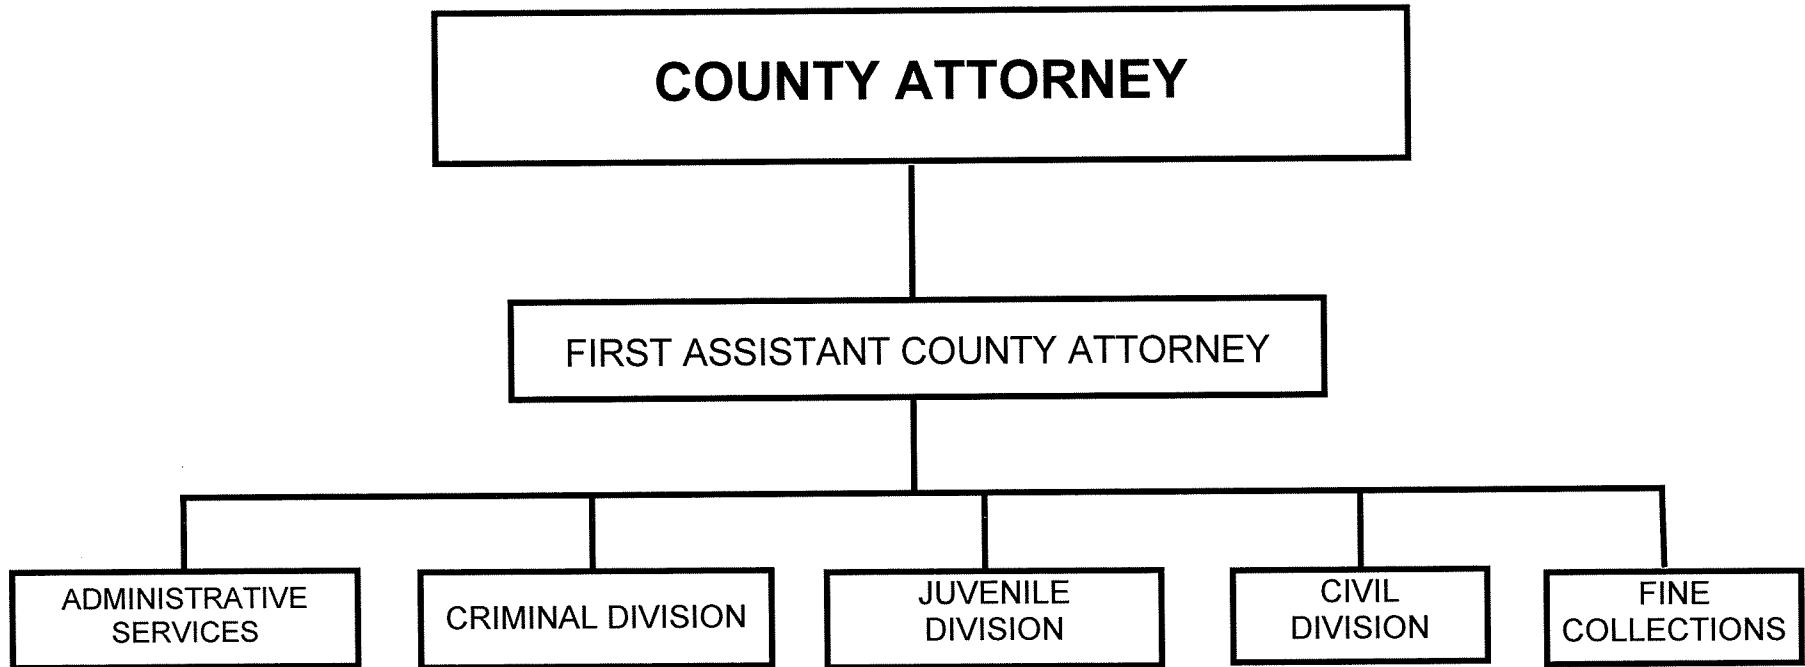 COUNTY ATTORNEY
FIRST ASSISTANT COUNTY ATTORNEY
ADMINISTRATIVE
SERVICES
CRIMINAL DIVISION
JUVENILE
DIVISION
CIVIL
DIVISION
FINE
COLLECTIONS